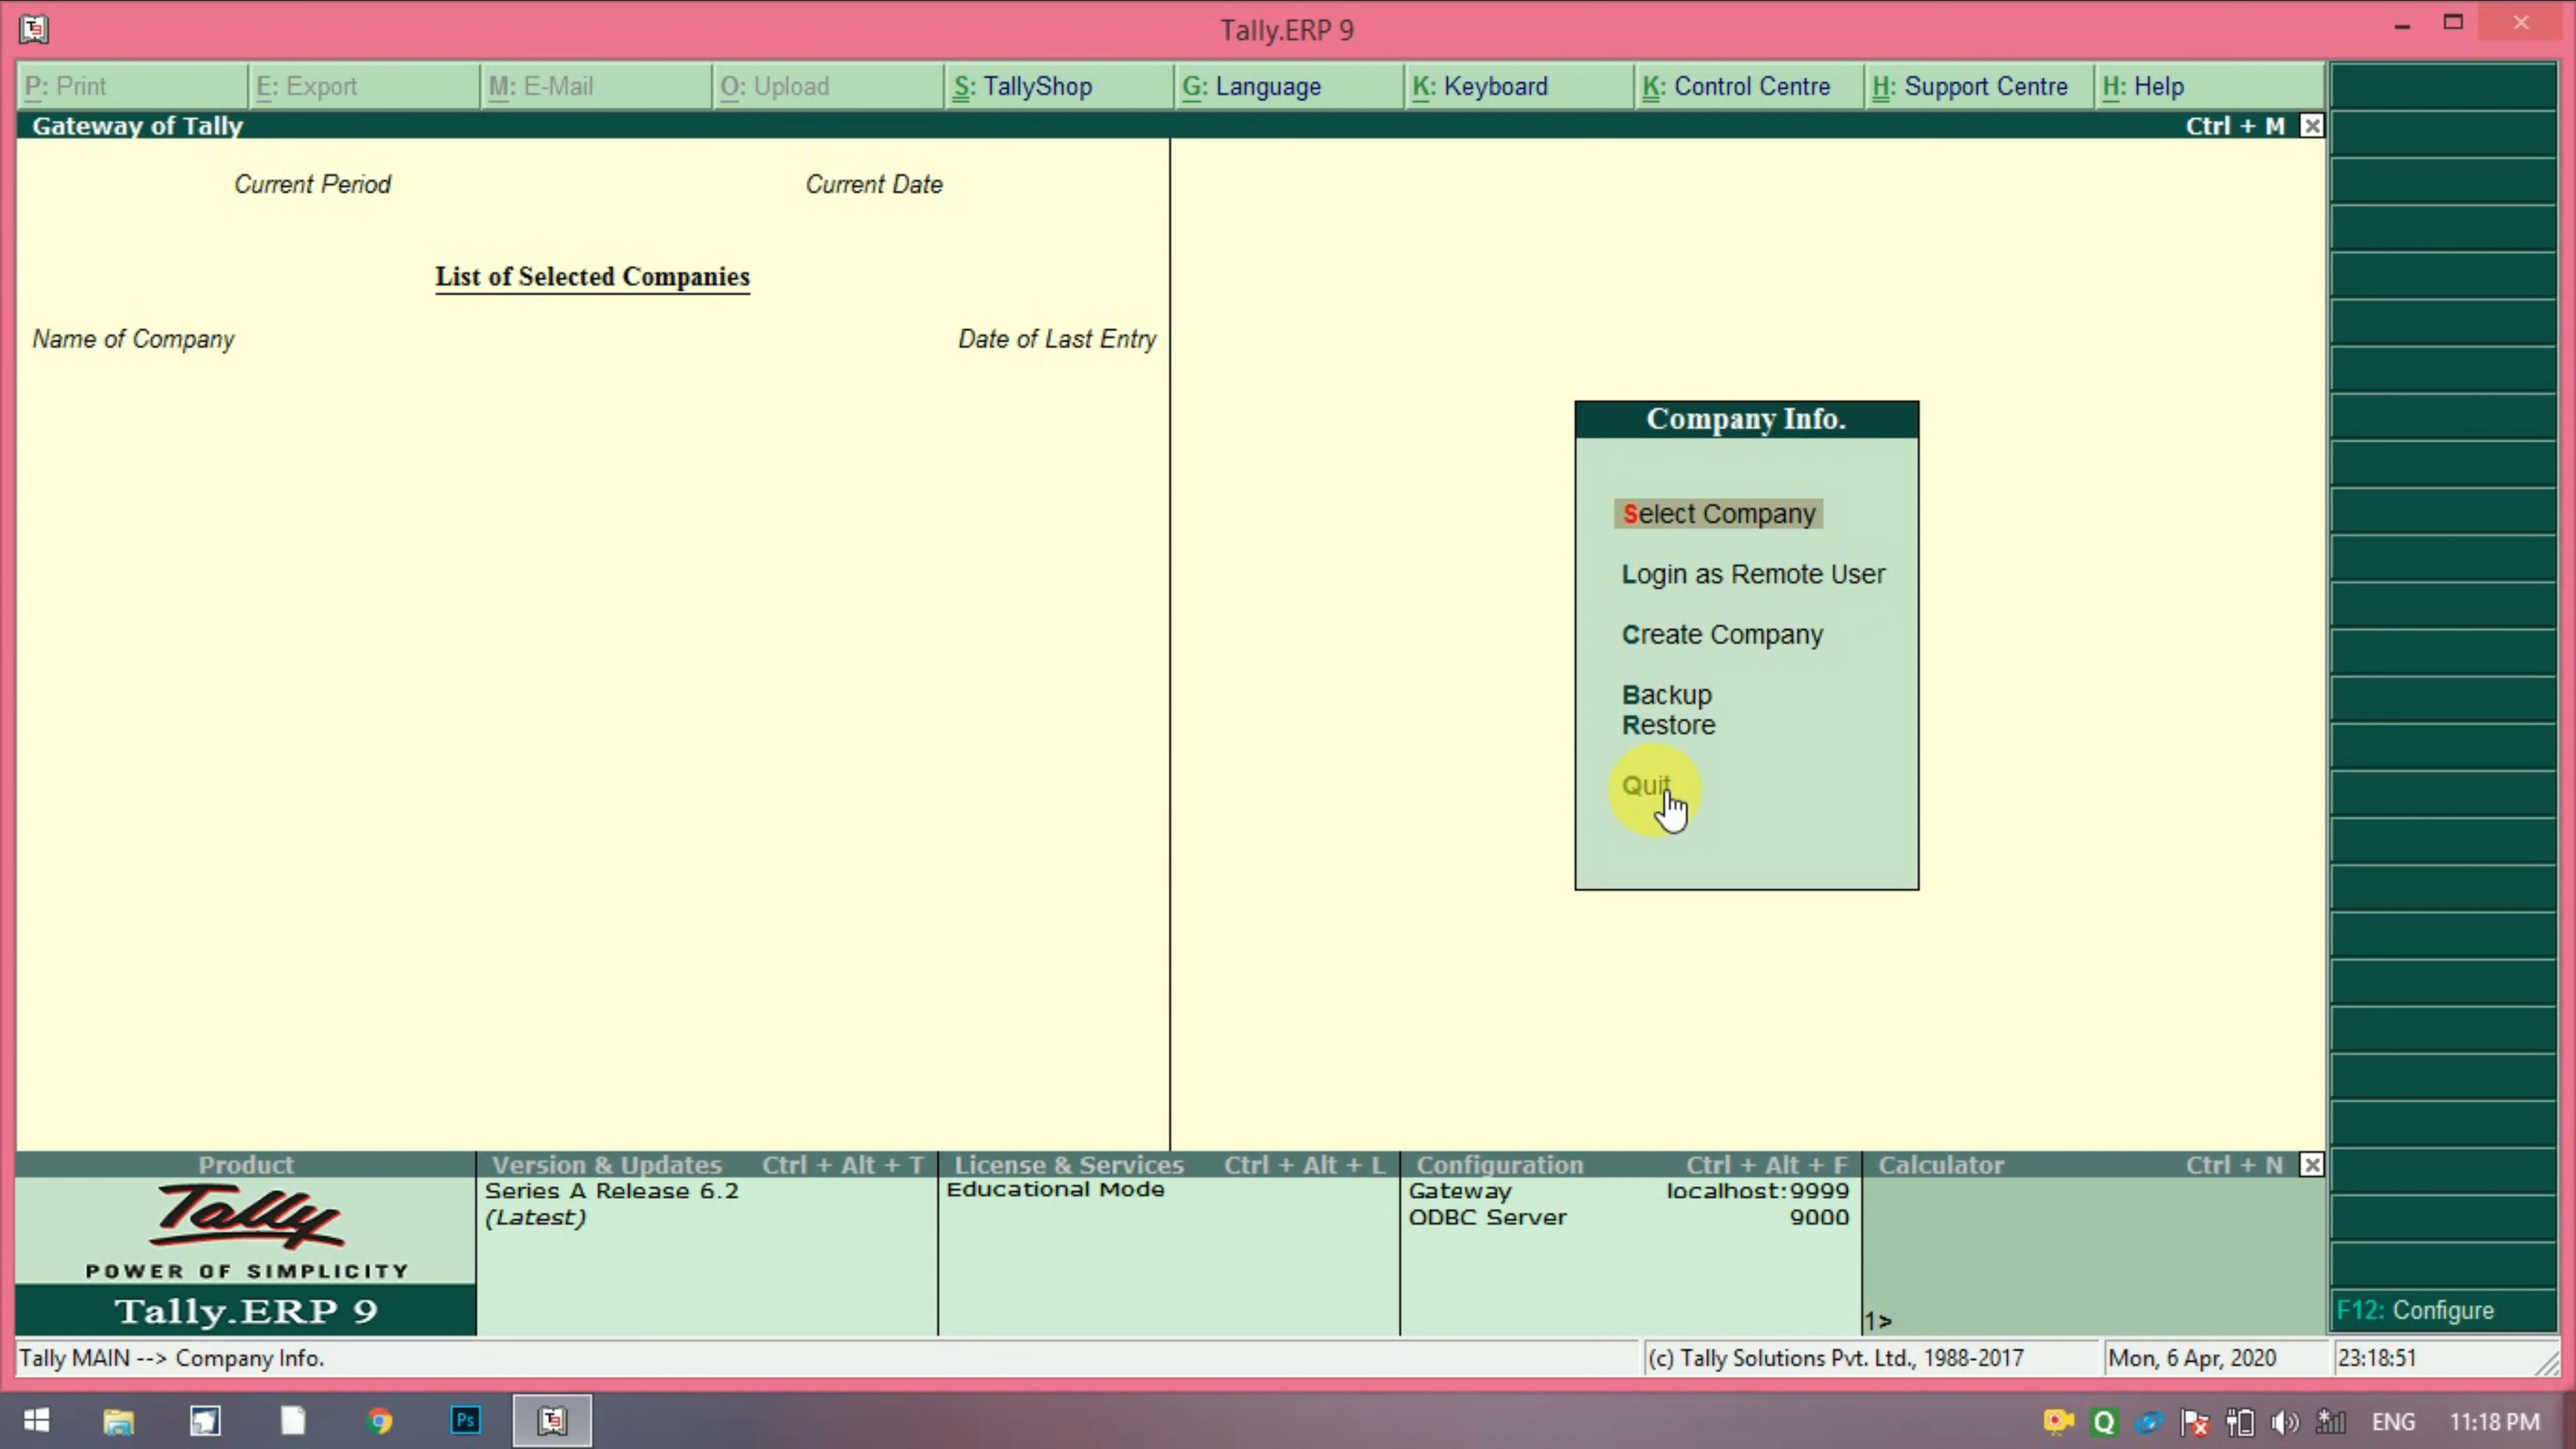 Tally.ERP 9
P: Print
E: Export
M: E-Mail
O: Upload
S: TallyShop
G: Language
K: Keyboard
K: Control Centre
H: Support Centre
H: Help
Gateway of Tally
Ctrl + M
Current Period
Current Date
List of Selected Companies
Name of Company
Date of Last Entry
Company Info.
Select Company
Login as Remote User
Create Company
Backup
Restore
Quit
Product
Tally
POWER OF SIMPLICITY
Tally.ERP 9
Version & Updates Ctrl + Alt + T
Series A Release 6.2
(Latest)
License & Services Ctrl + Alt + L
Educational Mode
Configuration Ctrl + Alt + F
Gateway localhost:9999
ODBC Server 9000
Calculator Ctrl + N
1>
F12: Configure
Tally MAIN --> Company Info.
(c) Tally Solutions Pvt. Ltd., 1988-2017
Mon, 6 Apr, 2020
23:18:51
Ps
Q
ENG
11:18 PM